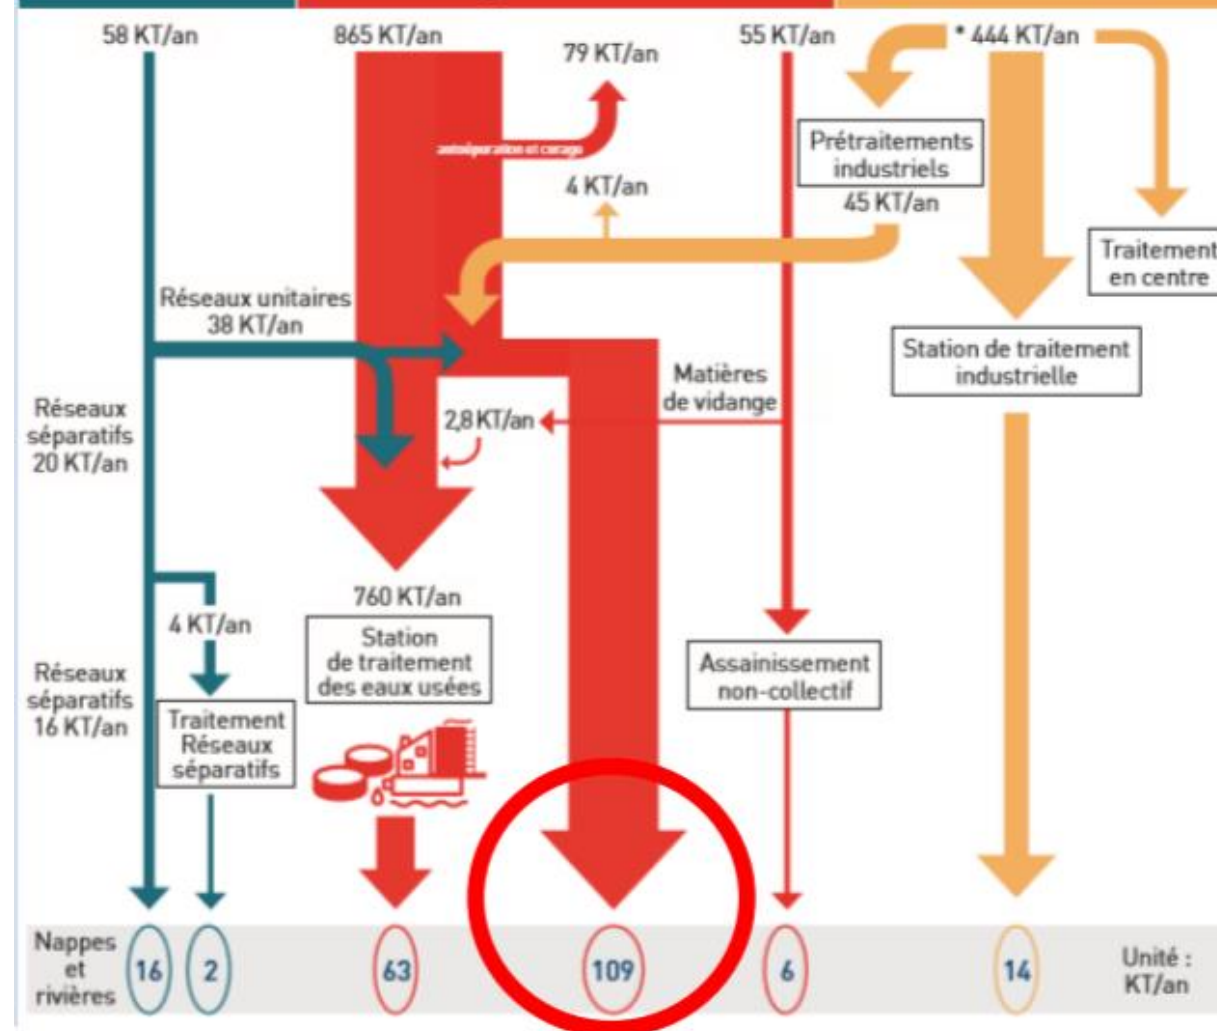 58 KT/an
865 KT/an
79 KT/an
55 KT/an
* 444 KT/an
autoépuration et curage
Prétraitements
industriels
4 KT/an
45 KT/an
Traitement
en centre
Réseaux unitaires
38 KT/an
Station de traitement
industrielle
Matières
de vidange
Réseaux
séparatifs
20 KT/an
2,8 KT/an
760 KT/an
4 KT/an
Station
de traitement
des eaux usées
Assainissement
non-collectif
Réseaux
séparatifs
16 KT/an
Traitement
Réseaux
séparatifs
Nappes
et
rivières
16
2
63
109
6
14
Unité :
KT/an